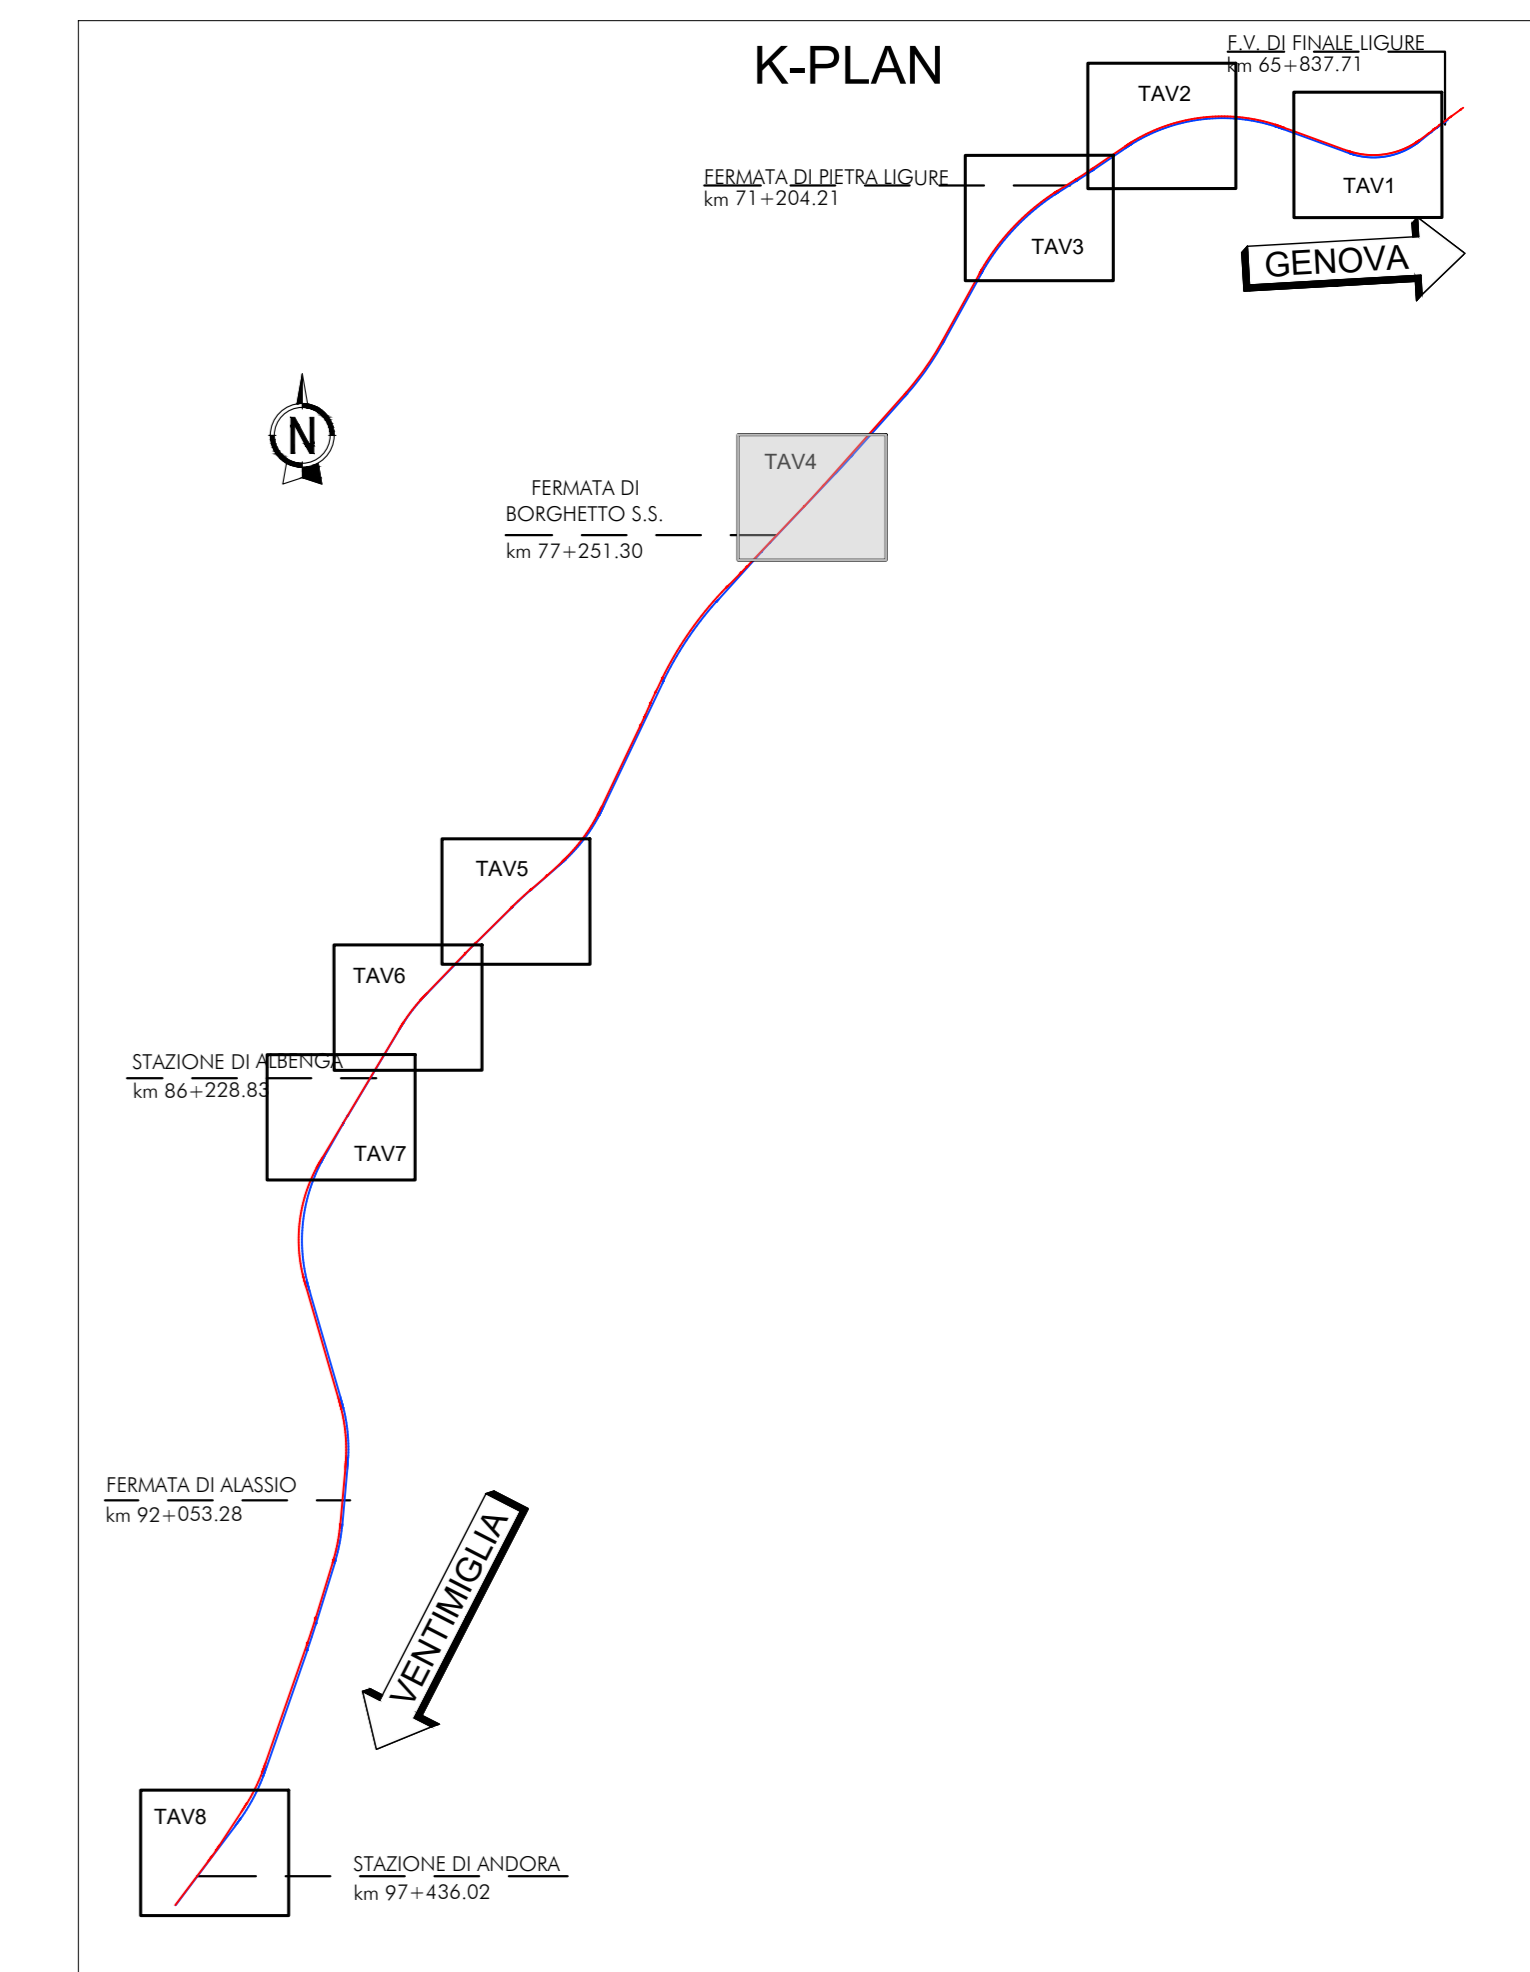 K-PLAN
F.V. DI FINALE LIGURE
km 65+837.71
TAV2
TAV1
FERMATA DI PIETRA LIGURE
km 71+204.21
TAV3
GENOVA
N
TAV4
FERMATA DI
BORGHETTO S.S.
km 77+251.30
TAV5
TAV6
STAZIONE DI ALBENGA
km 86+228.83
TAV7
FERMATA DI ALASSIO
km 92+053.28
VENTIMIGLIA
TAV8
STAZIONE DI ANDORA
km 97+436.02